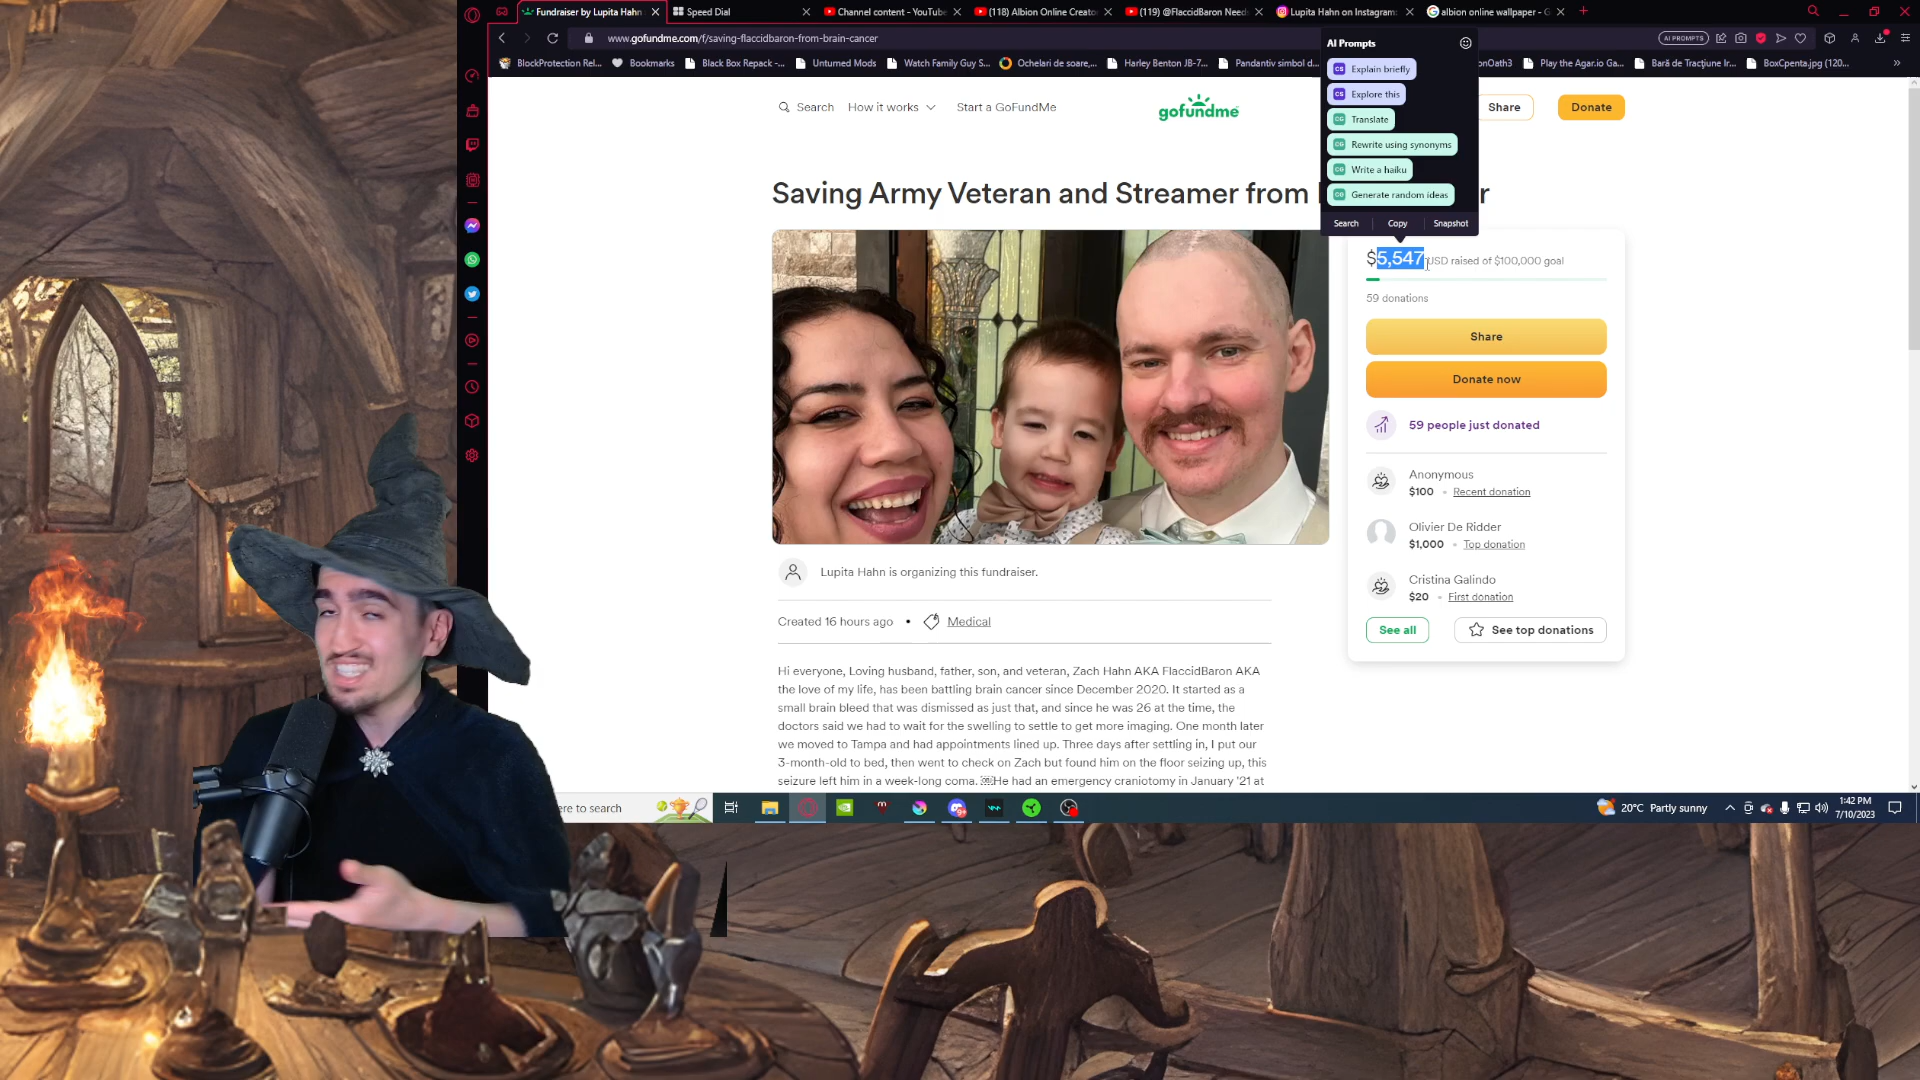 Fundraiser by Lupita Hahn
Speed Dial
Channel content - YouTube
(118) Albion Online Creato
(119) @FlaccidBaron Need
Lupita Hahn on Instagram:
albion online wallpaper - G
www.gofundme.com/f/saving-flaccidbaron-from-brain-cancer
AI PROMPTS
BlockProtection Rel...
Bookmarks
Black Box Repack -...
Unturned Mods
Watch Family Guy S...
Ochelari de soare,...
Harley Benton JB-7...
Pandantiv simbol d...
onOath3
Play the Agar.io Ga...
Bară de Tracţiune Ir...
BoxCpenta.jpg (120...
AI Prompts
CS Explain briefly
CS Explore this
CG Translate
CG Rewrite using synonyms
CG Write a haiku
CG Generate random ideas
Search Copy Snapshot
Search
How it works
Start a GoFundMe
gofundme
Share
Donate
Saving Army Veteran and Streamer from
$5,547 USD raised of $100,000 goal
59 donations
Share
Donate now
59 people just donated
Anonymous
$100 • Recent donation
Olivier De Ridder
$1,000 • Top donation
Cristina Galindo
$20 • First donation
See all
See top donations
Lupita Hahn is organizing this fundraiser.
Created 16 hours ago • Medical
Hi everyone, Loving husband, father, son, and veteran, Zach Hahn AKA FlaccidBaron AKA
the love of my life, has been battling brain cancer since December 2020. It started as a
small brain bleed that was dismissed as just that, and since he was 26 at the time, the
doctors said we had to wait for the swelling to settle to get more imaging. One month later
we moved to Tampa and had appointments lined up. Three days after settling in, I put our
3-month-old to bed, then went to check on Zach but found him on the floor seizing up, this
seizure left him in a week-long coma. He had an emergency craniotomy in January '21 at
ere to search
20°C Partly sunny
1:42 PM
7/10/2023